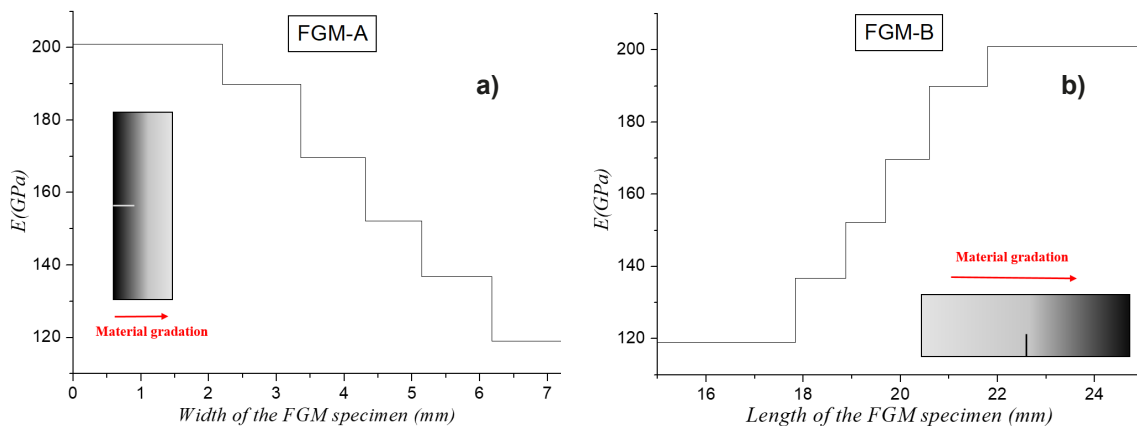 FGM-A
a)
200
180
160
140
120
E(GPa)
Material gradation
0 1 2 3 4 5 6 7
Width of the FGM specimen (mm)
FGM-B
b)
200
180
160
140
120
E(GPa)
Material gradation
16 18 20 22 24
Length of the FGM specimen (mm)